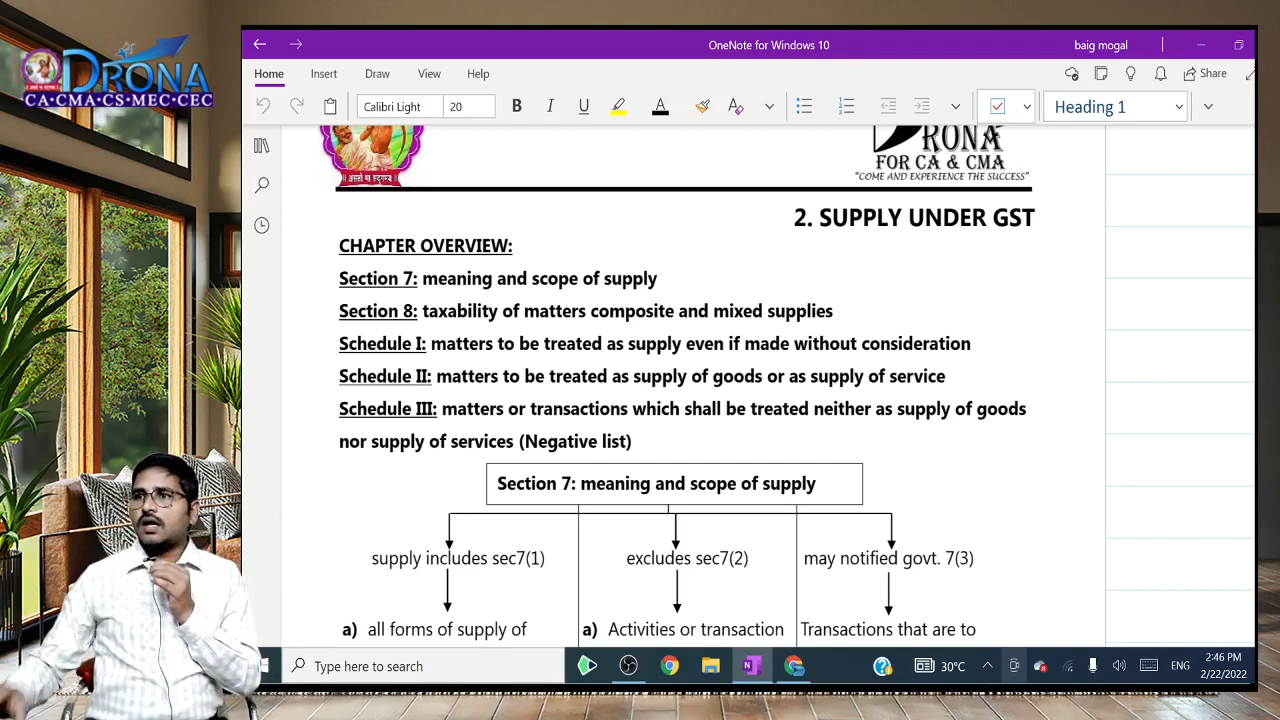 DRONA
CA•CMA•CS•MEC•CEC
OneNote for Windows 10
baig mogal
Home
Insert
Draw
View
Help
Share
Calibri Light
20
B
I
U
A
Heading 1
RONA
FOR CA & CMA
"COME AND EXPERIENCE THE SUCCESS"
2. SUPPLY UNDER GST
CHAPTER OVERVIEW:
Section 7: meaning and scope of supply
Section 8: taxability of matters composite and mixed supplies
Schedule I: matters to be treated as supply even if made without consideration
Schedule II: matters to be treated as supply of goods or as supply of service
Schedule III: matters or transactions which shall be treated neither as supply of goods
nor supply of services (Negative list)
Section 7: meaning and scope of supply
supply includes sec7(1)
excludes sec7(2)
may notified govt. 7(3)
a) all forms of supply of
a) Activities or transaction
Transactions that are to
Type here to search
30°C
ENG
2:46 PM
2/22/2022